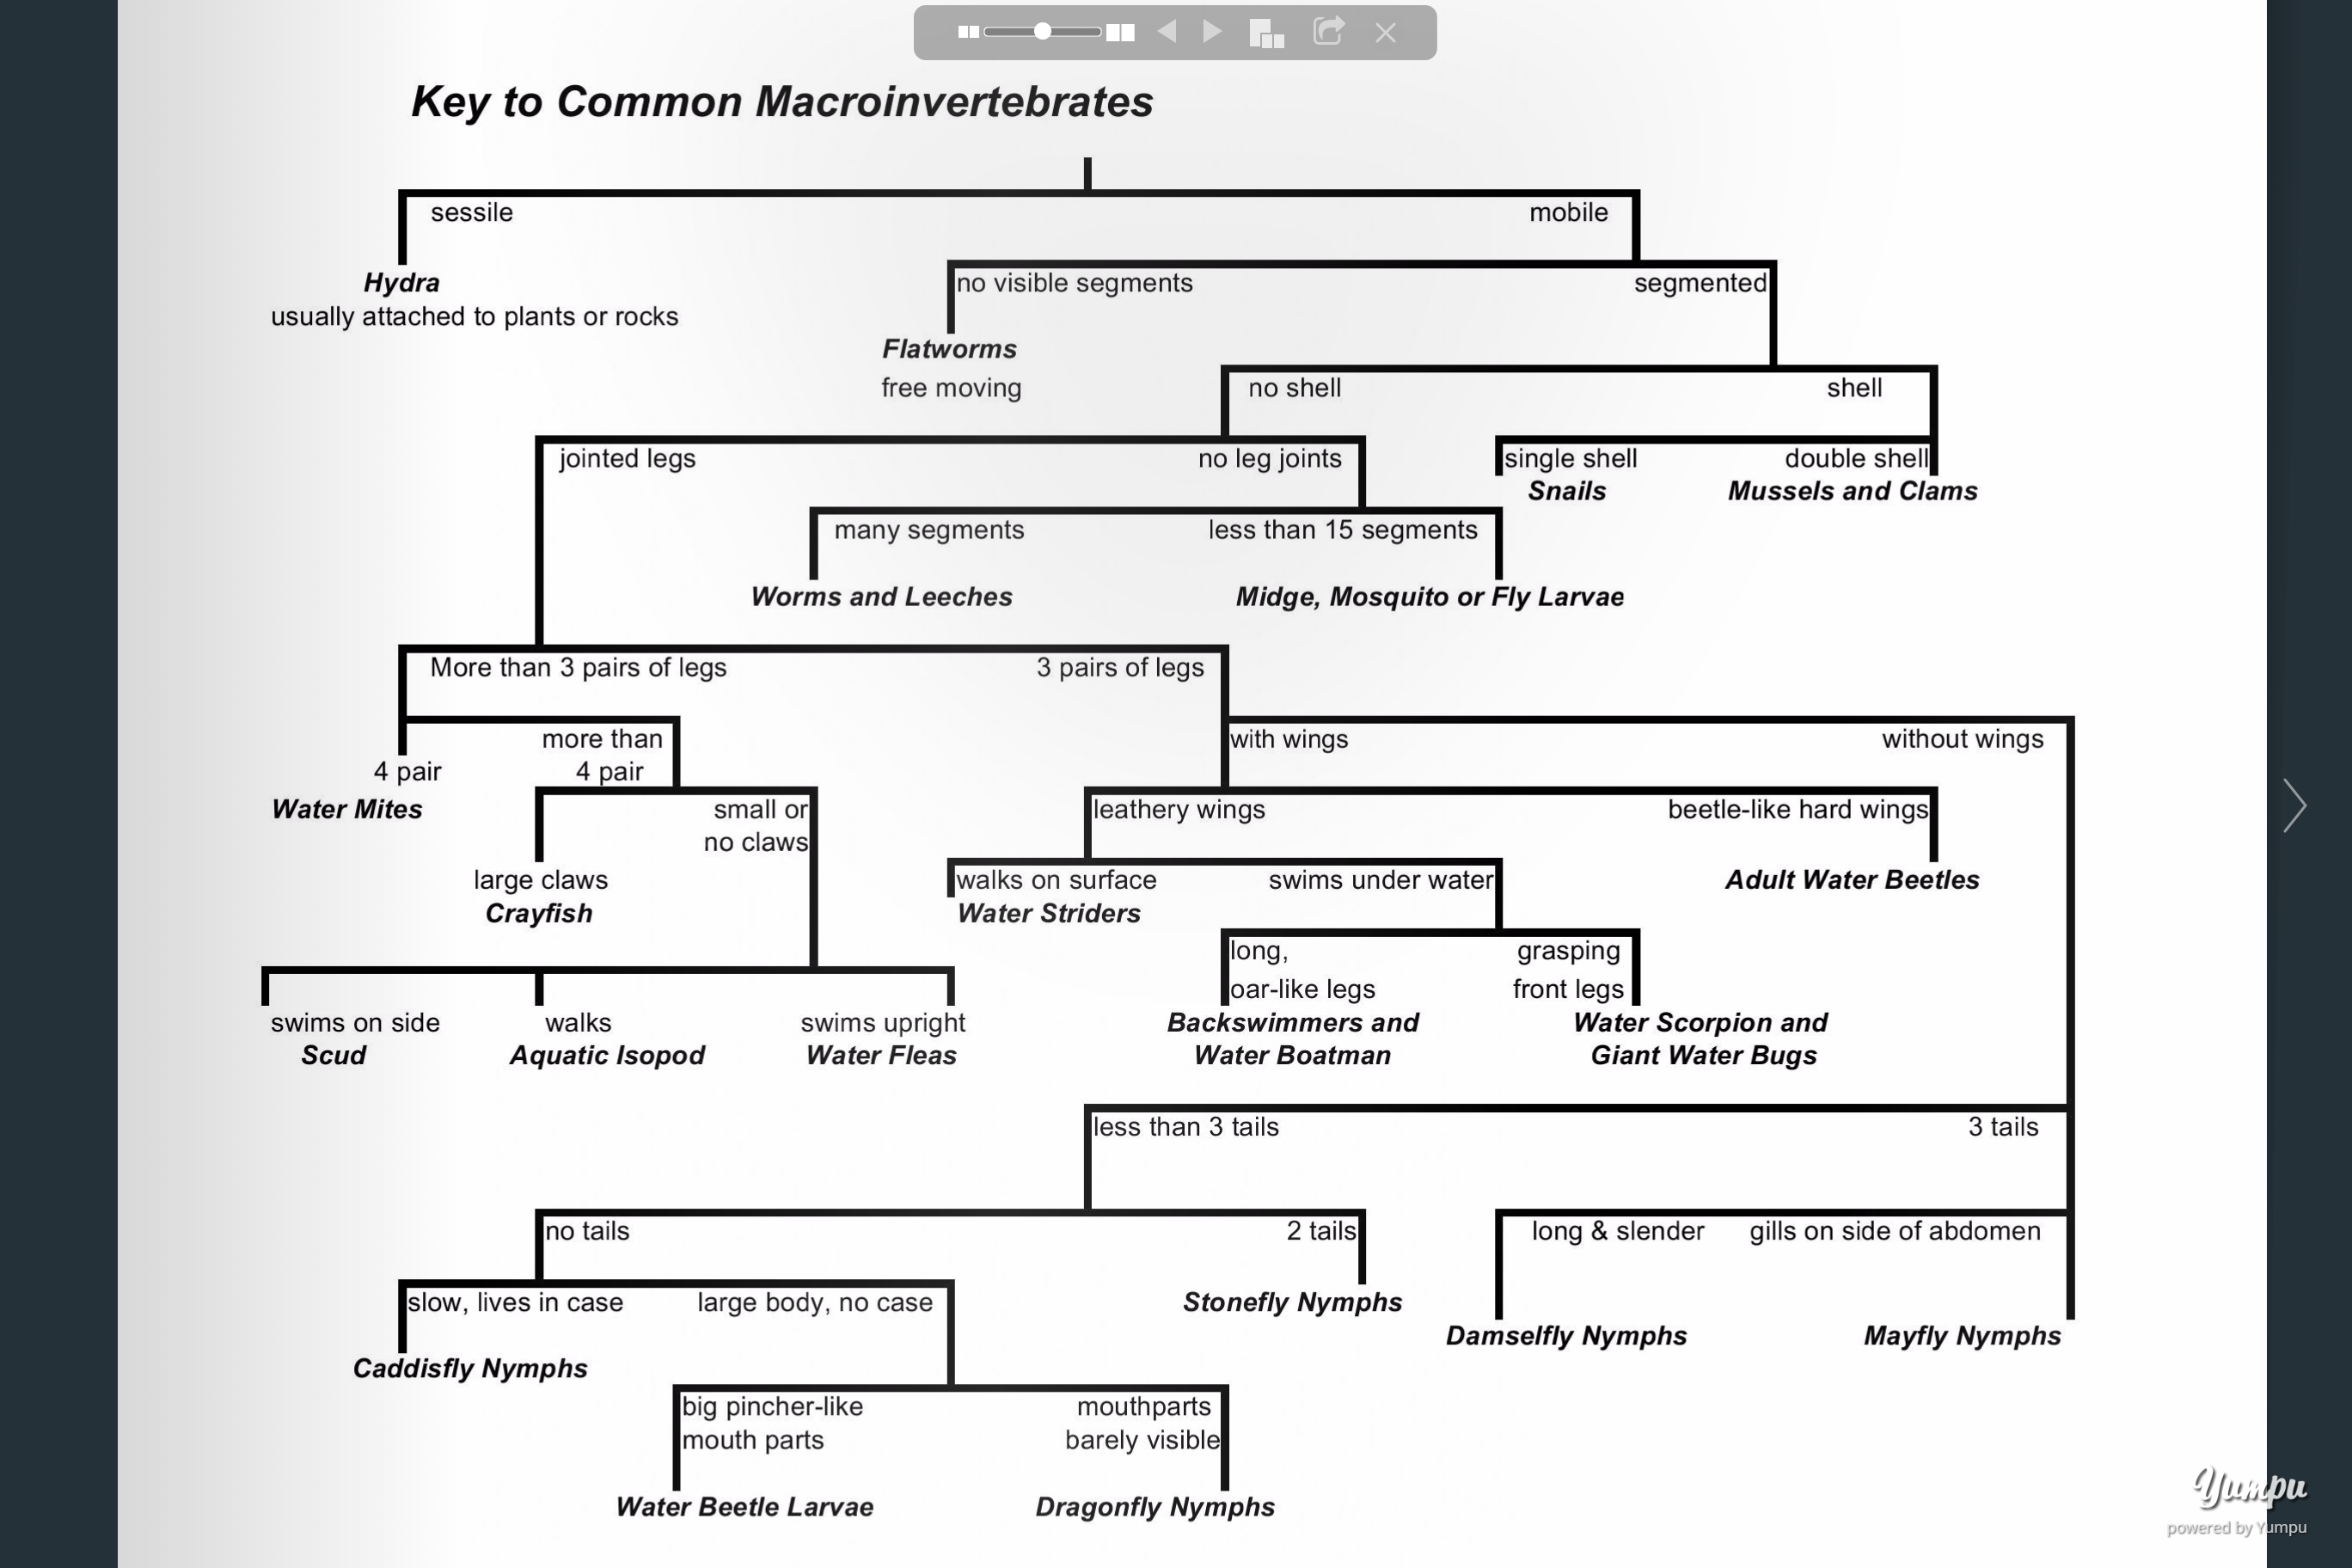 Key to Common Macroinvertebrates
sessile
mobile
Hydra
usually attached to plants or rocks
no visible segments
segmented
Flatworms
free moving
no shell
shell
jointed legs
no leg joints
single shell
Snails
double shell
Mussels and Clams
many segments
less than 15 segments
Worms and Leeches
Midge, Mosquito or Fly Larvae
More than 3 pairs of legs
3 pairs of legs
4 pair
Water Mites
more than
4 pair
with wings
without wings
large claws
Crayfish
small or
no claws
leathery wings
beetle-like hard wings
walks on surface
Water Striders
swims under water
Adult Water Beetles
long,
oar-like legs
Backswimmers and
Water Boatman
grasping
front legs
Water Scorpion and
Giant Water Bugs
swims on side
Scud
walks
Aquatic Isopod
swims upright
Water Fleas
less than 3 tails
3 tails
no tails
2 tails
long & slender
gills on side of abdomen
slow, lives in case
large body, no case
Stonefly Nymphs
Damselfly Nymphs
Mayfly Nymphs
Caddisfly Nymphs
big pincher-like
mouth parts
mouthparts
barely visible
Water Beetle Larvae
Dragonfly Nymphs
Yumpu
powered by Yumpu